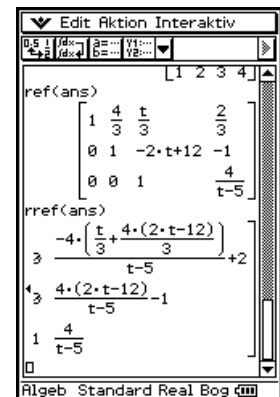 Edit Aktion Interaktiv
[1 2 3 4]
ref(ans)
[1 4/3 t/3 2/3
0 1 -2·t+12 -1
0 0 1 4/(t-5)]
rref(ans)
(-4·(t/3+4·(2·t-12)/3))/(t-5)+2
4·(2·t-12)/(t-5)-1
1 4/(t-5)
Algeb Standard Real Bog